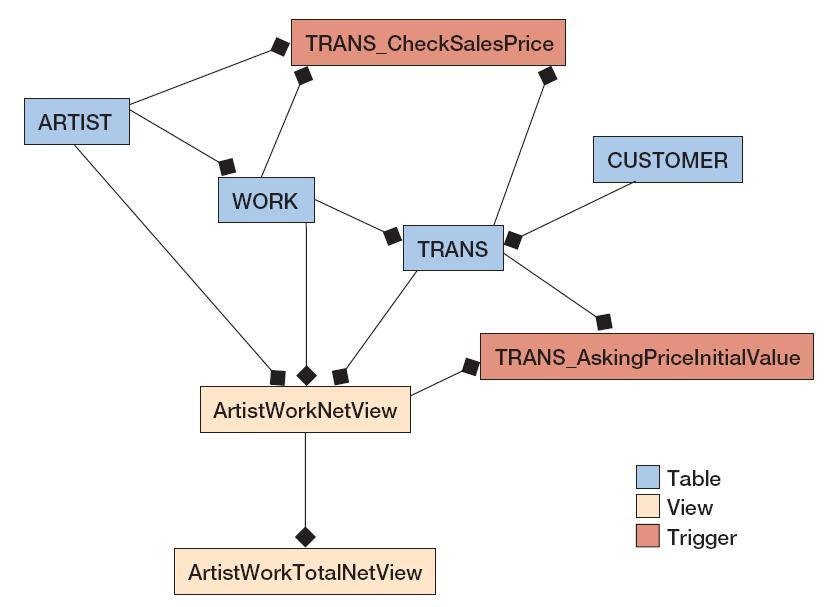 TRANS_CheckSalesPrice
ARTIST
CUSTOMER
WORK
TRANS
TRANS_AskingPriceInitialValue
ArtistWorkNetView
Table
View
Trigger
ArtistWorkTotalNetView